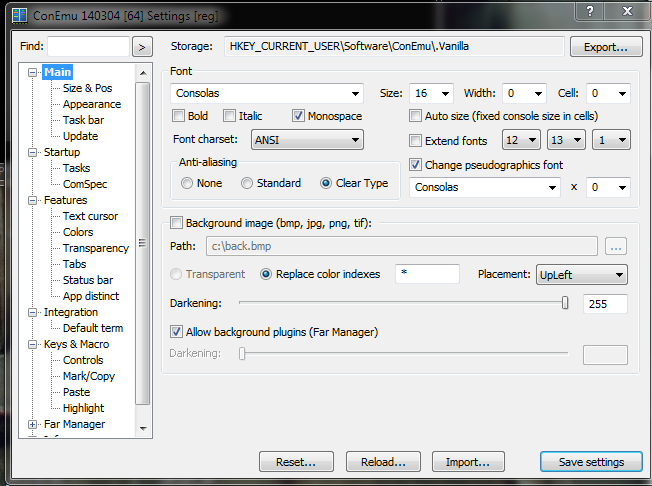 ConEmu 140304 [64] Settings [reg]
Find: > Storage: HKEY_CURRENT_USER\Software\ConEmu\.Vanilla Export...
Main
Size & Pos
Appearance
Task bar
Update
Startup
Tasks
ComSpec
Features
Text cursor
Colors
Transparency
Tabs
Status bar
App distinct
Integration
Default term
Keys & Macro
Controls
Mark/Copy
Paste
Highlight
Far Manager
Font
Consolas Size: 16 Width: 0 Cell: 0
Bold Italic Monospace Auto size (fixed console size in cells)
Font charset: ANSI Extend fonts 12 13 1
Anti-aliasing Change pseudographics font
None Standard Clear Type Consolas x 0
Background image (bmp, jpg, png, tif):
Path: c:\back.bmp ...
Transparent Replace color indexes * Placement: UpLeft
Darkening: 255
Allow background plugins (Far Manager)
Darkening:
Reset... Reload... Import... Save settings